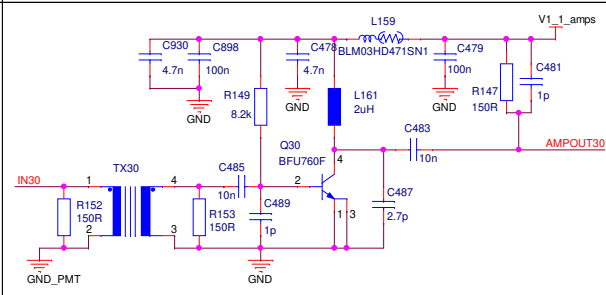 L159
V1_1_amps
C930
C898
C478
BLM03HD471SN1
C479
4.7n
100n
4.7n
100n
C481
R149
R147
1p
8.2k
150R
GND
GND
GND
L161
2uH
C483
Q30
BFU760F
10n
AMPOUT30
TX30
4
C485
IN30
1
4
10n
2
C487
R152
R153
C489
2.7p
150R
150R
1p
1
3
2
3
GND_PMT
GND